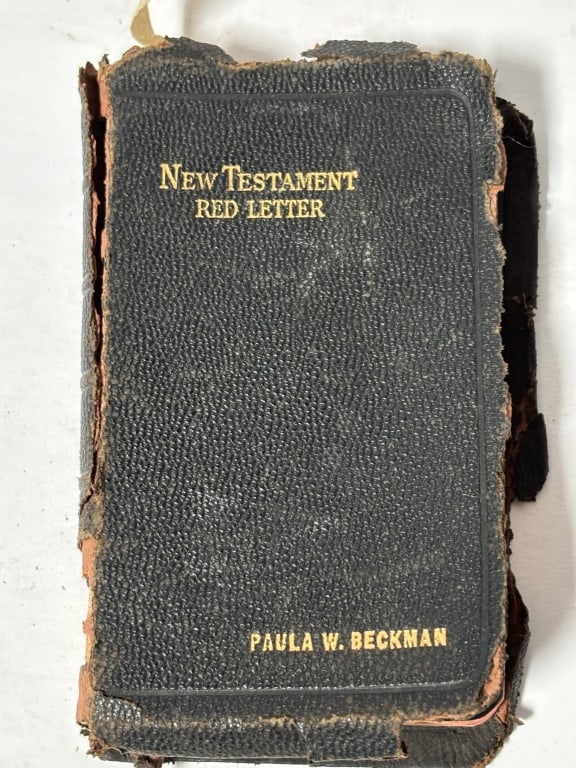 NEW TESTAMENT
RED LETTER
PAULA W. BECKMAN